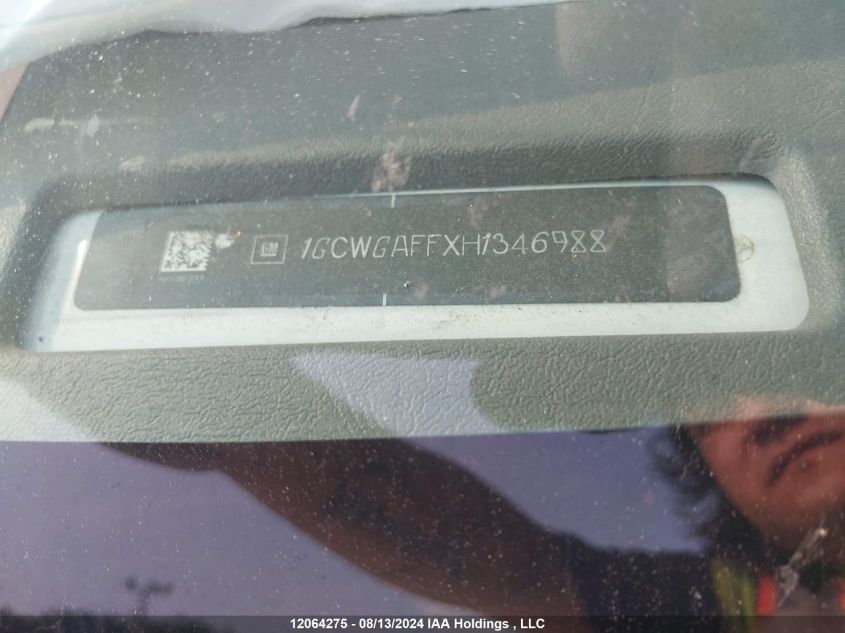 GM 1GCWGAFFXH1346988
12064275 - 08/13/2024 IAA Holdings , LLC